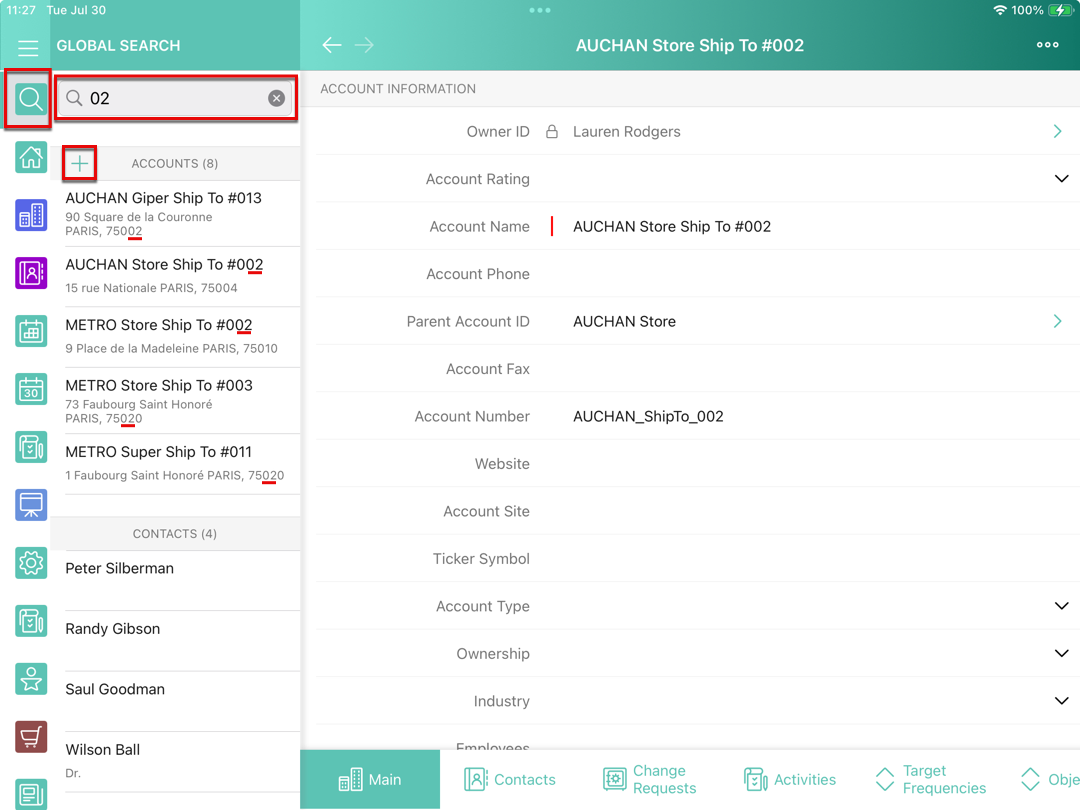 11:27 Tue Jul 30
100%
GLOBAL SEARCH
AUCHAN Store Ship To #002
02
ACCOUNTS (8)
AUCHAN Giper Ship To #013
90 Square de la Couronne
PARIS, 75002
AUCHAN Store Ship To #002
15 rue Nationale PARIS, 75004
METRO Store Ship To #002
9 Place de la Madeleine PARIS, 75010
METRO Store Ship To #003
73 Faubourg Saint Honoré
PARIS, 75020
METRO Super Ship To #011
1 Faubourg Saint Honoré PARIS, 75020
CONTACTS (4)
Peter Silberman
Randy Gibson
Saul Goodman
Wilson Ball
Dr.
30
ACCOUNT INFORMATION
Owner ID Lauren Rodgers
Account Rating
Account Name AUCHAN Store Ship To #002
Account Phone
Parent Account ID AUCHAN Store
Account Fax
Account Number AUCHAN_ShipTo_002
Website
Account Site
Ticker Symbol
Account Type
Ownership
Industry
Employees
Main
Contacts
Change
Requests
Activities
Target
Frequencies
Obje